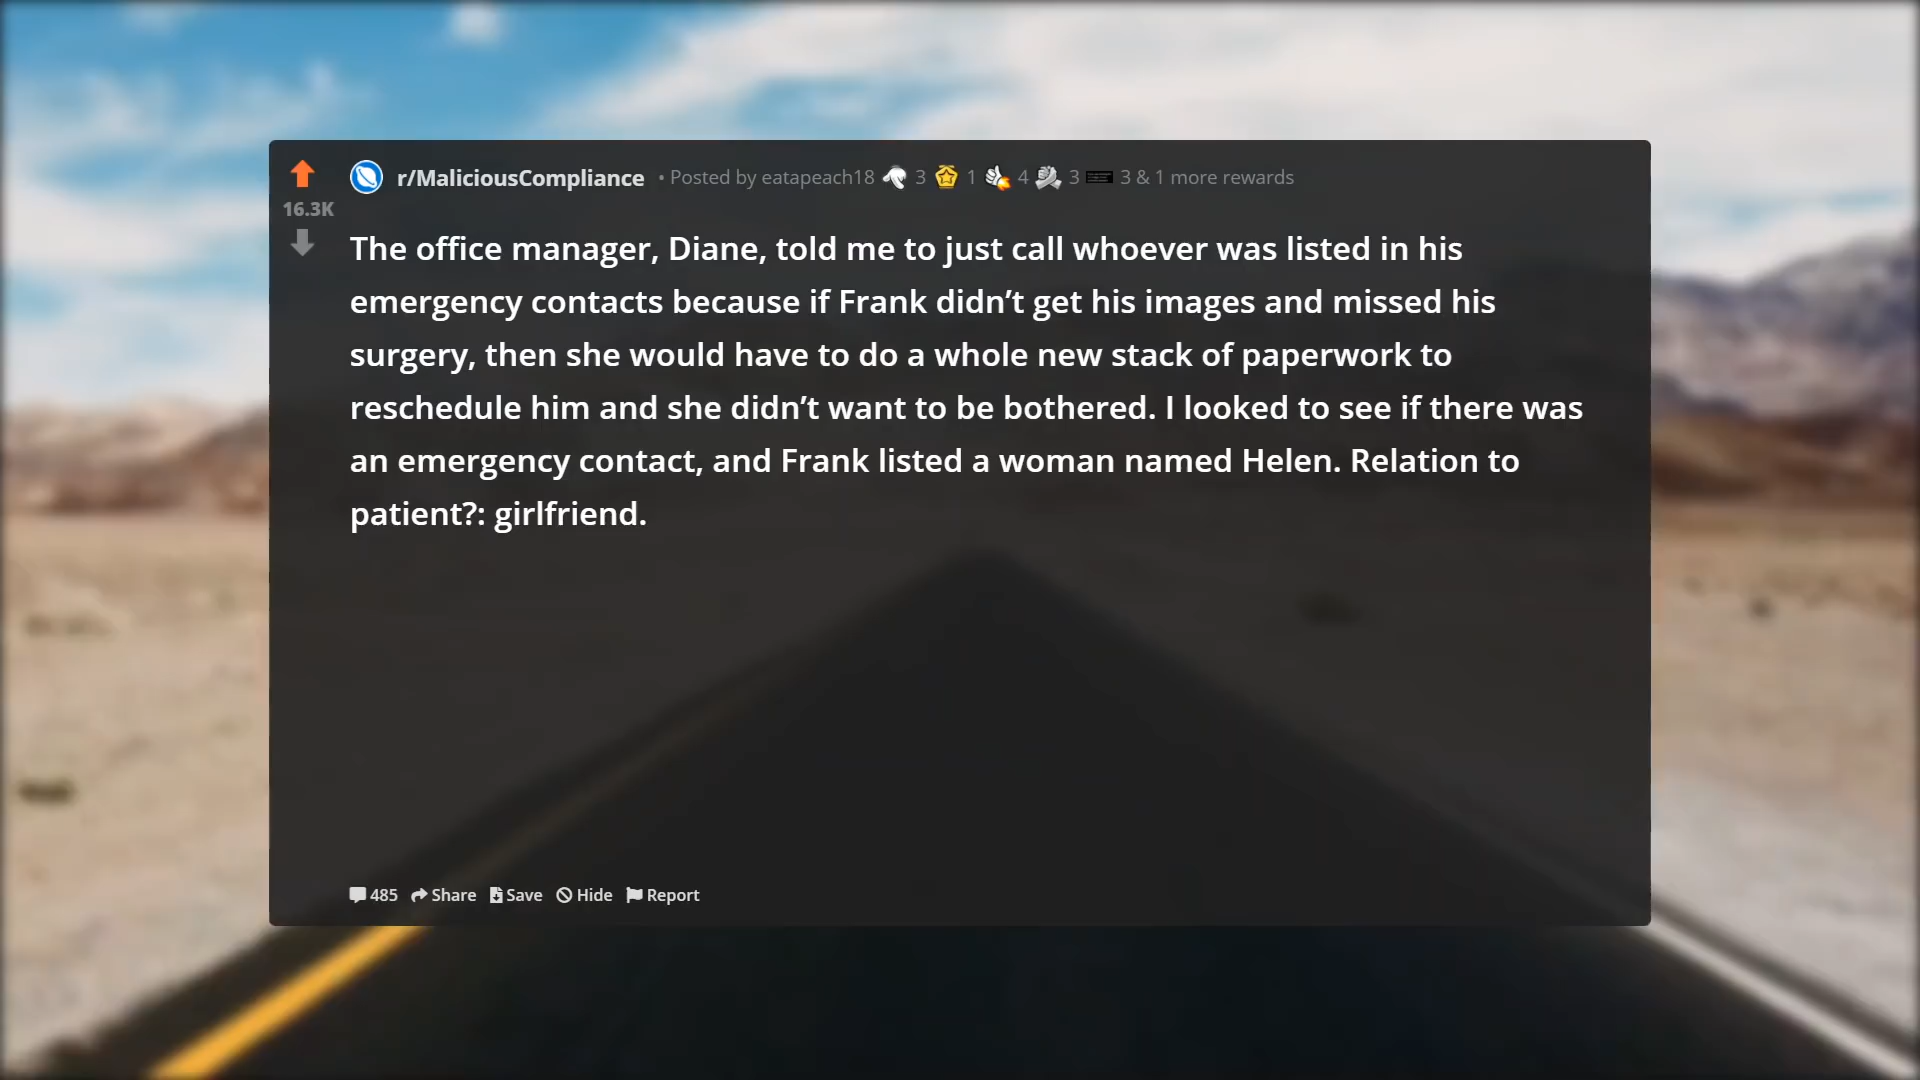 r/MaliciousCompliance • Posted by eatapeach18 3 1 4 3 3 & 1 more rewards
16.3K
The office manager, Diane, told me to just call whoever was listed in his
emergency contacts because if Frank didn’t get his images and missed his
surgery, then she would have to do a whole new stack of paperwork to
reschedule him and she didn’t want to be bothered. I looked to see if there was
an emergency contact, and Frank listed a woman named Helen. Relation to
patient?: girlfriend.
485 Share Save Hide Report